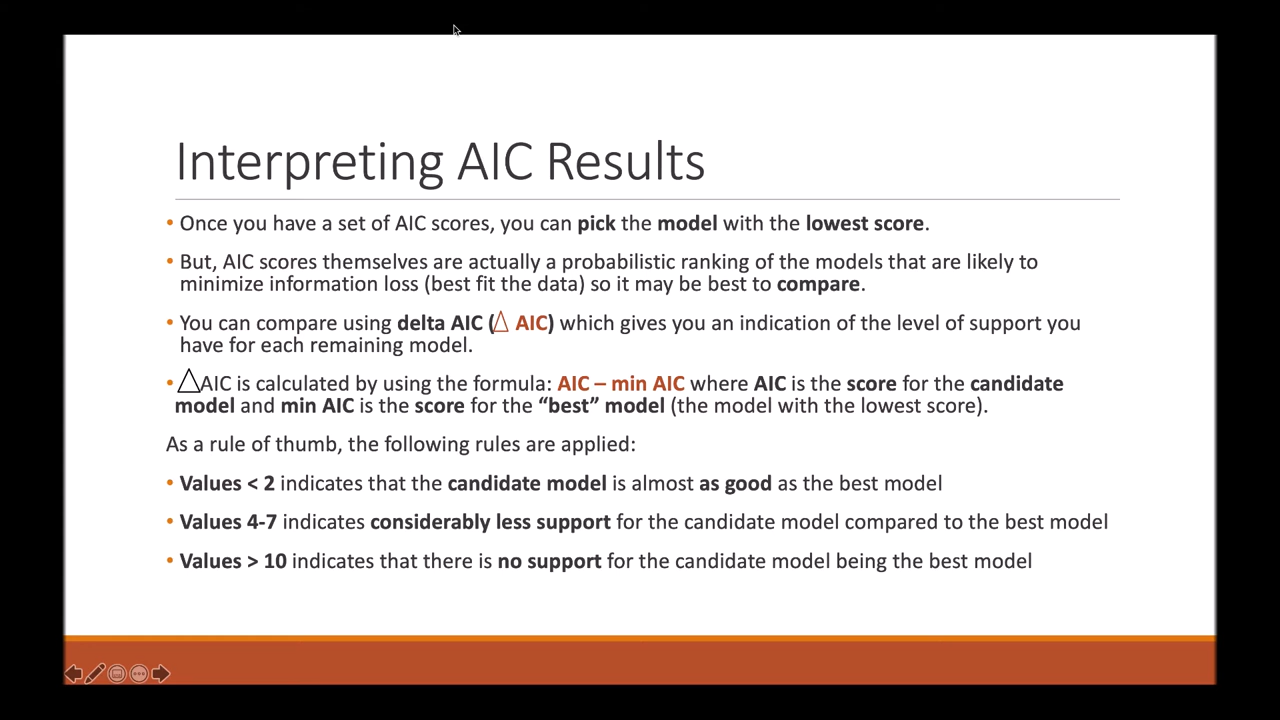 Interpreting AIC Results
• Once you have a set of AIC scores, you can pick the model with the lowest score.
• But, AIC scores themselves are actually a probabilistic ranking of the models that are likely to
minimize information loss (best fit the data) so it may be best to compare.
• You can compare using delta AIC (△ AIC) which gives you an indication of the level of support you
have for each remaining model.
• △AIC is calculated by using the formula: AIC – min AIC where AIC is the score for the candidate
model and min AIC is the score for the “best” model (the model with the lowest score).
As a rule of thumb, the following rules are applied:
• Values < 2 indicates that the candidate model is almost as good as the best model
• Values 4-7 indicates considerably less support for the candidate model compared to the best model
• Values > 10 indicates that there is no support for the candidate model being the best model